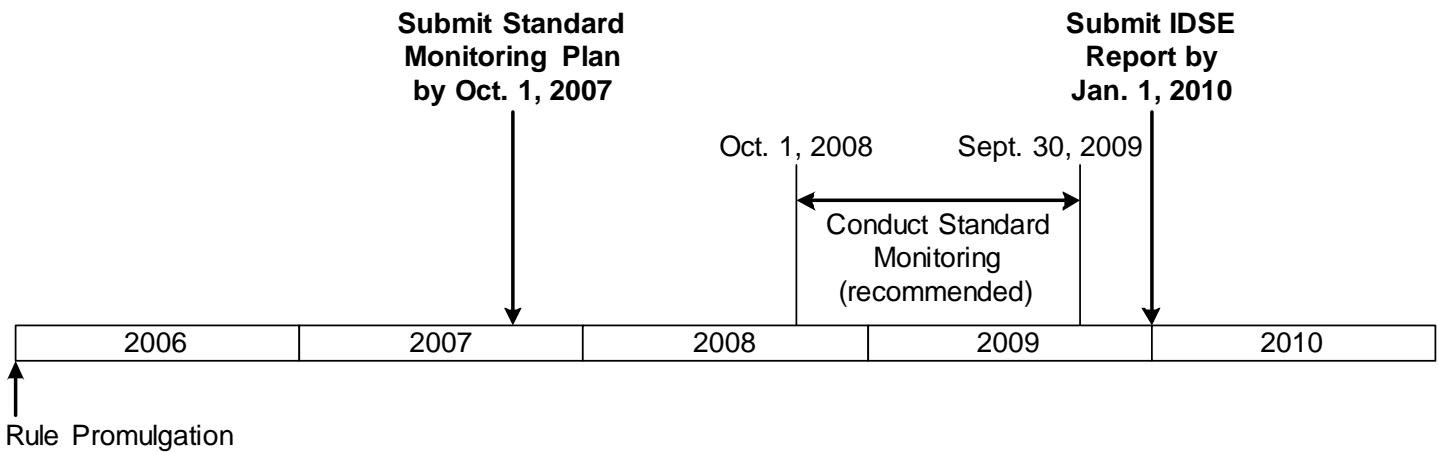 Submit Standard
Monitoring Plan
by Oct. 1, 2007
Submit IDSE
Report by
Jan. 1, 2010
Oct. 1, 2008
Sept. 30, 2009
Conduct Standard
Monitoring
(recommended)
2006
2007
2008
2009
2010
Rule Promulgation